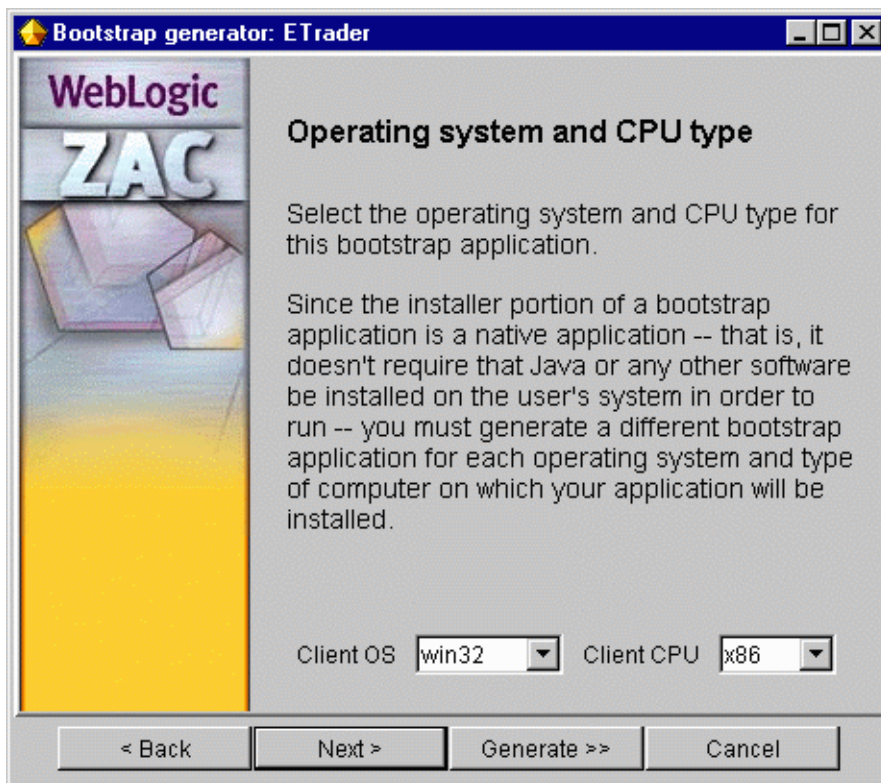 Bootstrap generator: ETrader
WebLogic
ZAC
Operating system and CPU type
Select the operating system and CPU type for
this bootstrap application.
Since the installer portion of a bootstrap
application is a native application -- that is, it
doesn't require that Java or any other software
be installed on the user's system in order to
run -- you must generate a different bootstrap
application for each operating system and type
of computer on which your application will be
installed.
Client OS win32 Client CPU x86
< Back Next > Generate >> Cancel